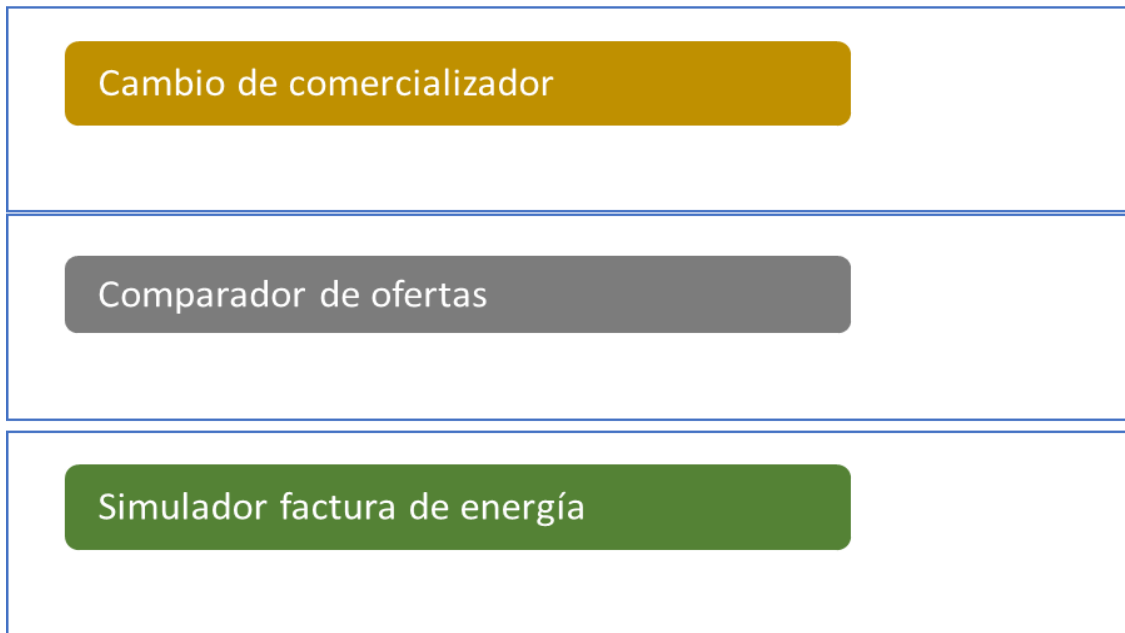 Cambio de comercializador
Comparador de ofertas
Simulador factura de energía